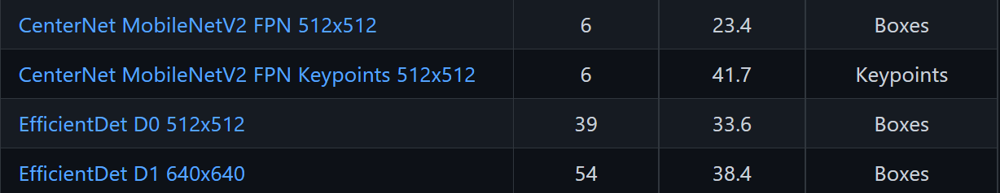 CenterNet MobileNetV2 FPN 512x512 6 23.4 Boxes
CenterNet MobileNetV2 FPN Keypoints 512x512 6 41.7 Keypoints
EfficientDet D0 512x512 39 33.6 Boxes
EfficientDet D1 640x640 54 38.4 Boxes